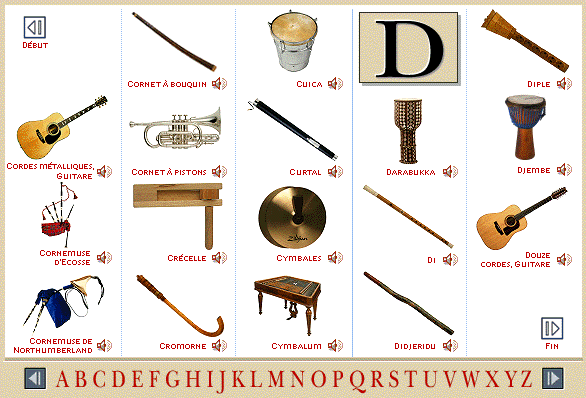 DÉBUT
CORNET À BOUQUIN
CUICA
D
DIPLE
CORDES MÉTALLIQUES,
GUITARE
CORNET À PISTONS
CURTAL
DARABUKKA
DJEMBE
CORNEMUSE
D'ECOSSE
CRÉCELLE
Zildjian
CYMBALES
DI
DOUZE
CORDES, GUITARE
CORNEMUSE DE
NORTHUMBERLAND
CROMORNE
CYMBALUM
DIDJERIDU
FIN
A B C D E F G H I J K L M N O P Q R S T U V W X Y Z